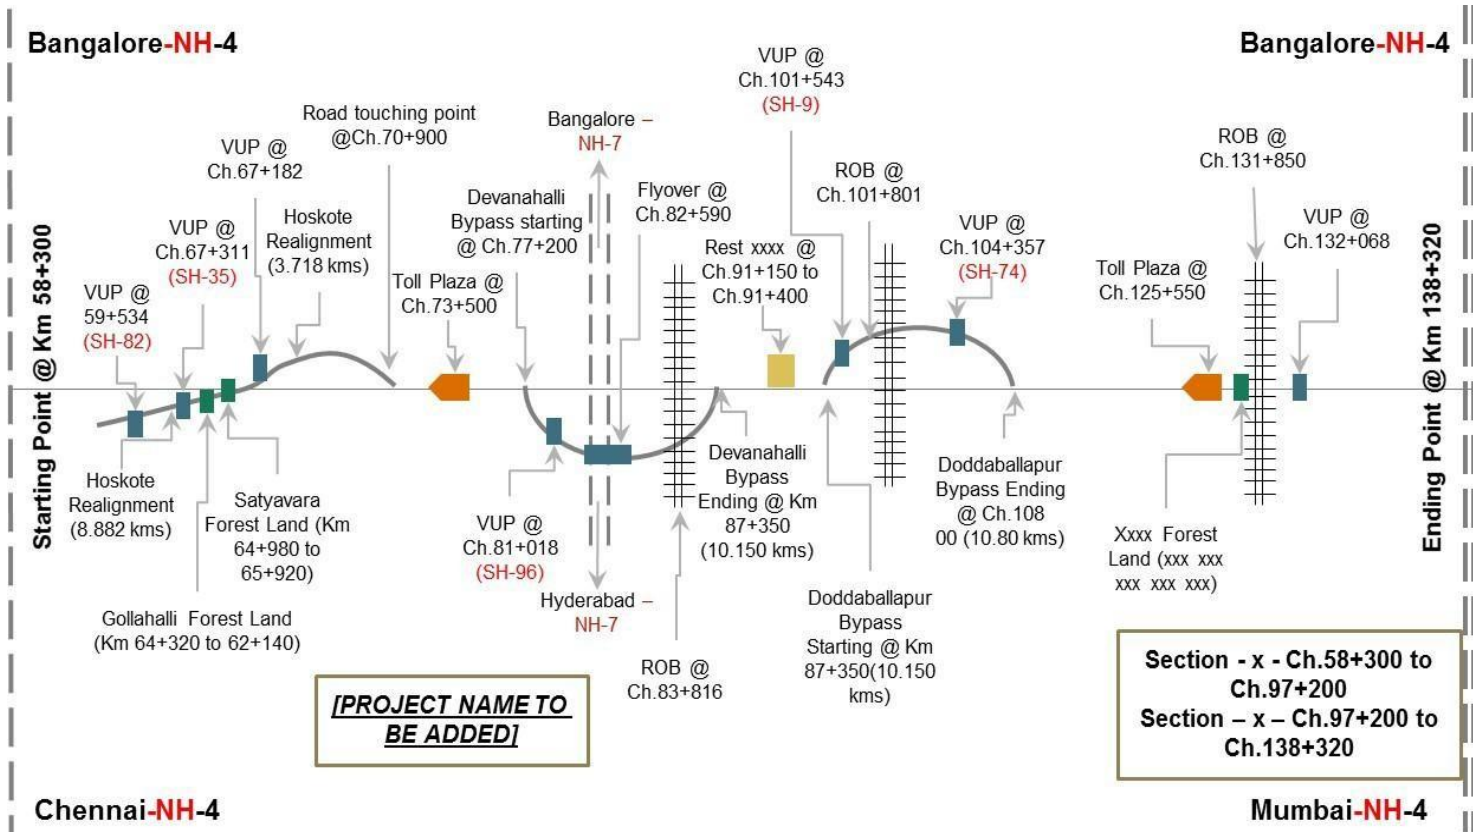 Bangalore-NH-4
Bangalore-NH-4
VUP @
Ch.101+543
(SH-9)
Road touching point
@Ch.70+900
Bangalore –
NH-7
VUP @
Ch.67+182
ROB @
Ch.131+850
ROB @
Ch.101+801
Devanahalli
Bypass starting
@ Ch.77+200
Flyover @
Ch.82+590
Hoskote
Realignment
(3.718 kms)
VUP @
Ch.67+311
(SH-35)
VUP @
Ch.104+357
(SH-74)
VUP @
Ch.132+068
Rest xxxx @
Ch.91+150 to
Ch.91+400
Toll Plaza @
Ch.73+500
Toll Plaza @
Ch.125+550
VUP @
59+534
(SH-82)
Starting Point @ Km 58+300
Ending Point @ Km 138+320
Hoskote
Realignment
(8.882 kms)
Satyavara
Forest Land (Km
64+980 to
65+920)
Gollahalli Forest Land
(Km 64+320 to 62+140)
VUP @
Ch.81+018
(SH-96)
Hyderabad –
NH-7
Devanahalli
Bypass
Ending @ Km
87+350
(10.150 kms)
ROB @
Ch.83+816
Doddaballapur
Bypass
Starting @ Km
87+350(10.150
kms)
Doddaballapur
Bypass Ending
@ Ch.108
00 (10.80 kms)
Xxxx Forest
Land (xxx xxx
xxx xxx xxx)
[PROJECT NAME TO
BE ADDED]
Section - x - Ch.58+300 to
Ch.97+200
Section – x – Ch.97+200 to
Ch.138+320
Chennai-NH-4
Mumbai-NH-4